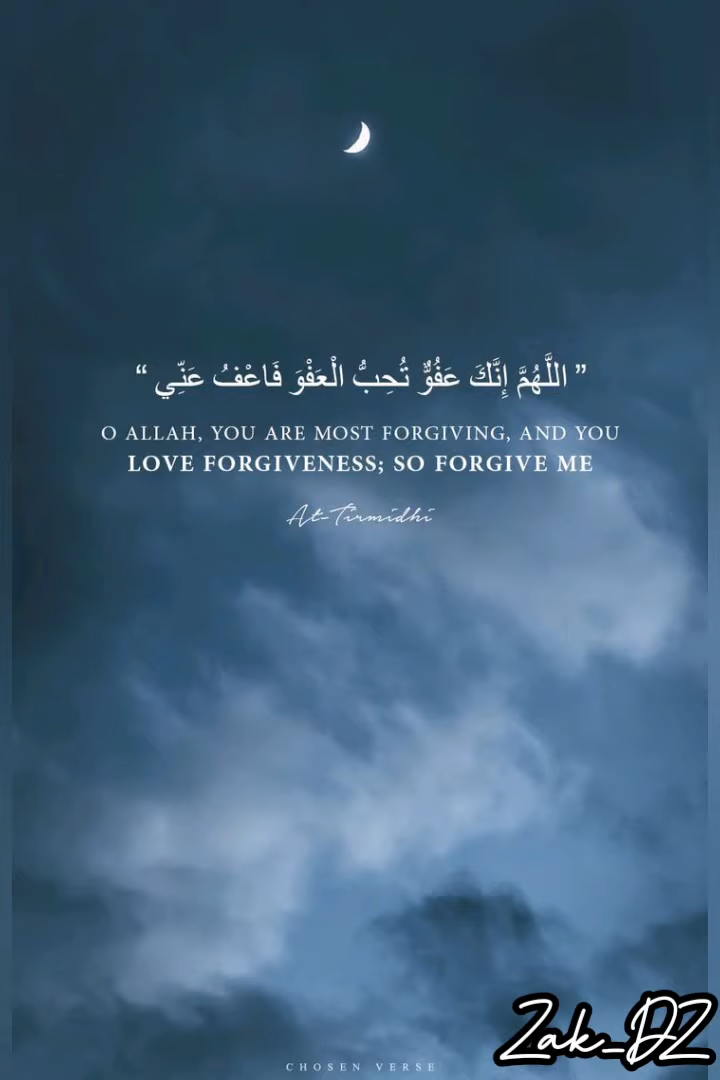 ” اللَّهُمَّ إِنَّكَ عَفُوٌّ تُحِبُّ الْعَفْوَ فَاعْفُ عَنِّي “
O ALLAH, YOU ARE MOST FORGIVING, AND YOU
LOVE FORGIVENESS; SO FORGIVE ME
At-Tirmidhi
Zak_DZ
CHOSEN VERSE